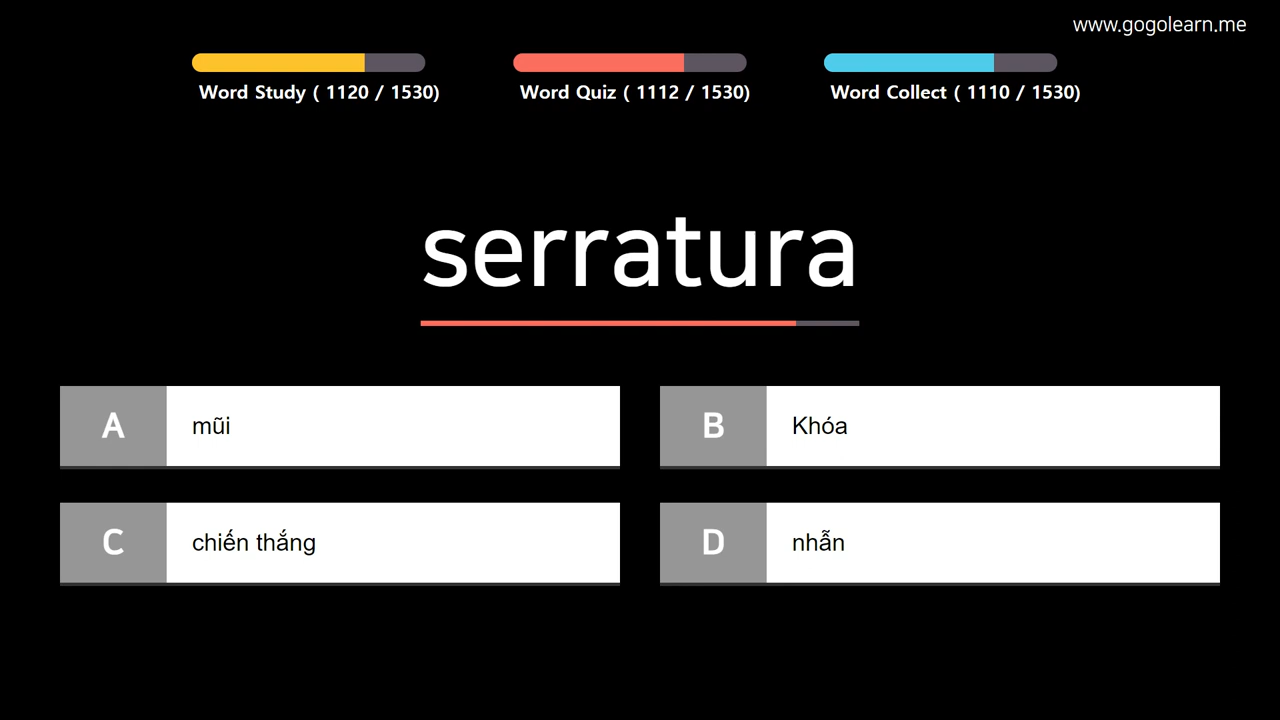 www.gogolearn.me
Word Study ( 1120 / 1530)
Word Quiz ( 1112 / 1530)
Word Collect ( 1110 / 1530)
serratura
A mũi
B Khóa
C chiến thắng
D nhẫn